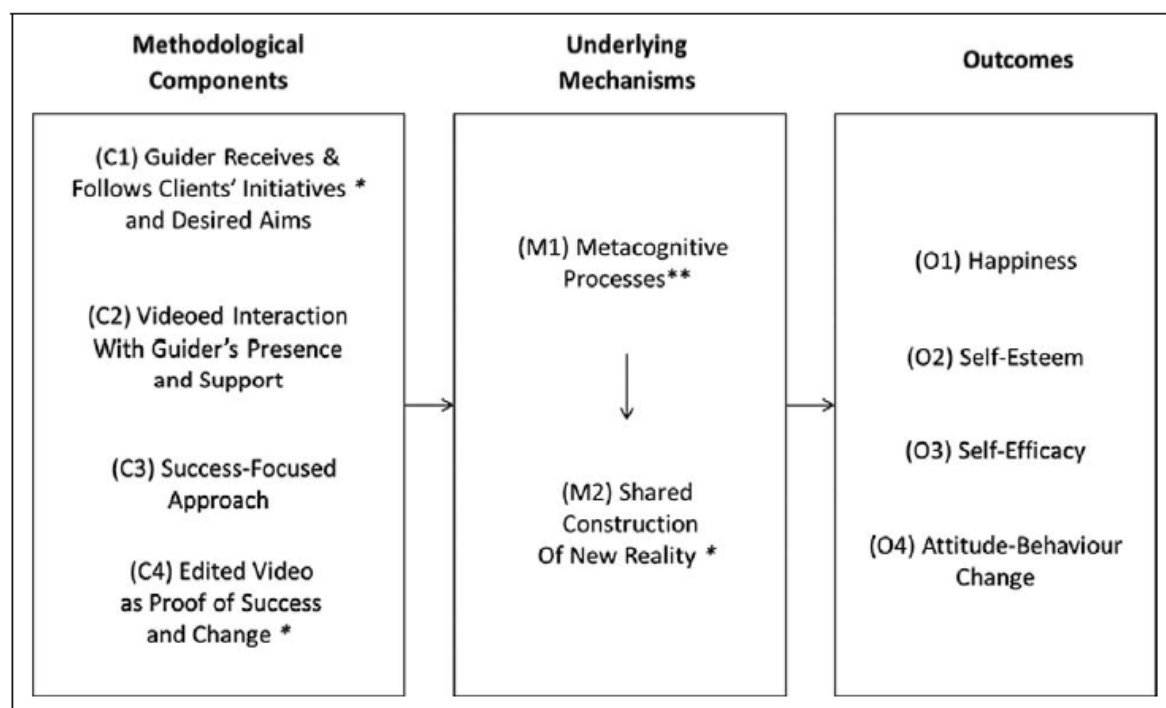 Methodological
Components
Underlying
Mechanisms
Outcomes
(C1) Guider Receives &
Follows Clients' Initiatives *
and Desired Aims
(C2) Videoed Interaction
With Guider's Presence
and Support
(C3) Success-Focused
Approach
(C4) Edited Video
as Proof of Success
and Change *
(M1) Metacognitive
Processes**
(M2) Shared
Construction
Of New Reality *
(O1) Happiness
(O2) Self-Esteem
(O3) Self-Efficacy
(O4) Attitude-Behaviour
Change